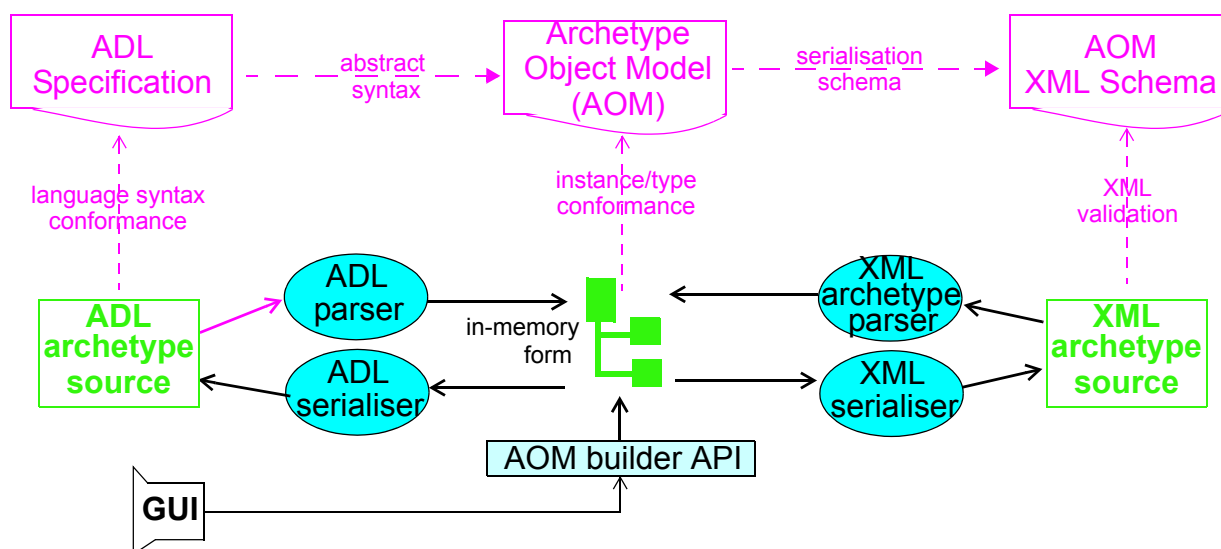 ADL
Specification
abstract
syntax
Archetype
Object Model
(AOM)
serialisation
schema
AOM
XML Schema
language syntax
conformance
instance/type
conformance
XML
validation
ADL
archetype
source
ADL
parser
in-memory
form
XML
archetype
parser
XML
archetype
source
ADL
serialiser
XML
serialiser
AOM builder API
GUI